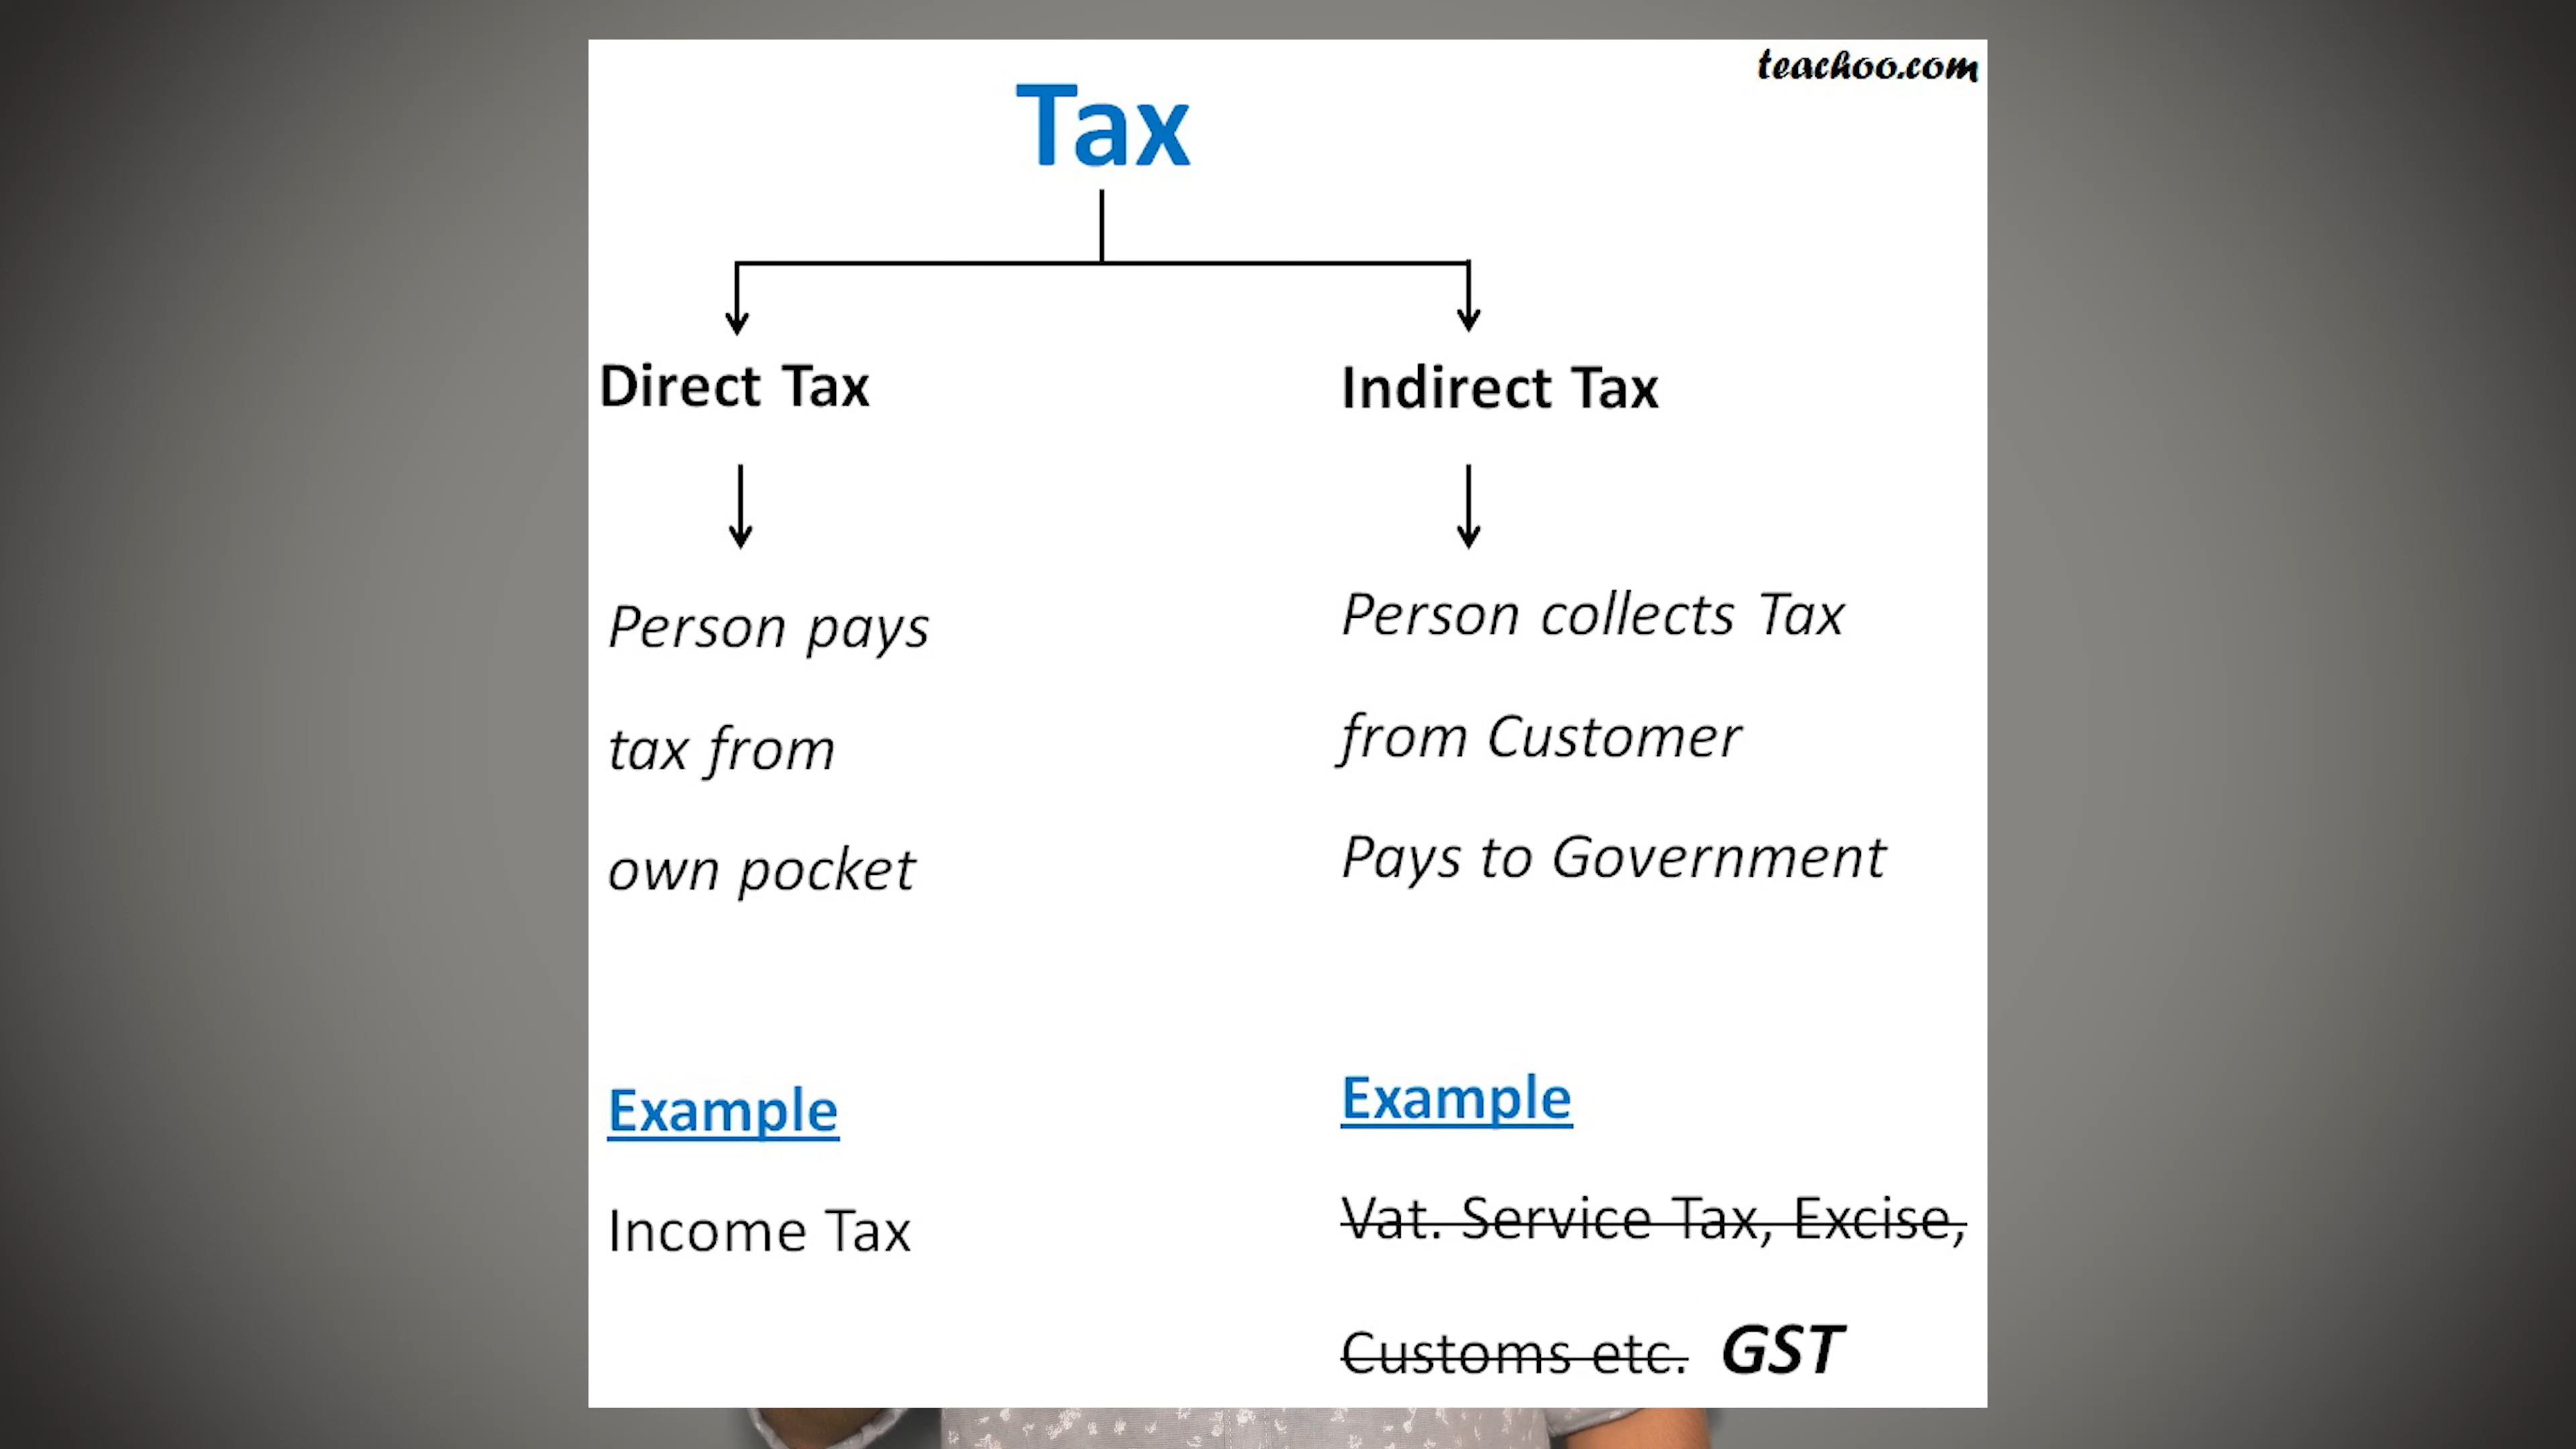 teachoo.com
Tax
Direct Tax
Person pays
tax from
own pocket
Example
Income Tax
Indirect Tax
Person collects Tax
from Customer
Pays to Government
Example
Vat. Service Tax, Excise,
Customs etc. GST